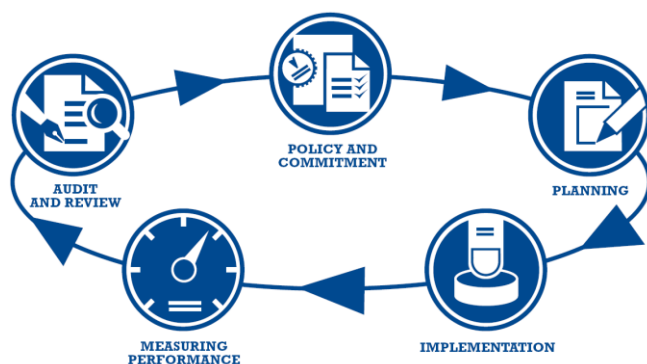 POLICY AND
COMMITMENT
PLANNING
IMPLEMENTATION
MEASURING
PERFORMANCE
AUDIT
AND REVIEW